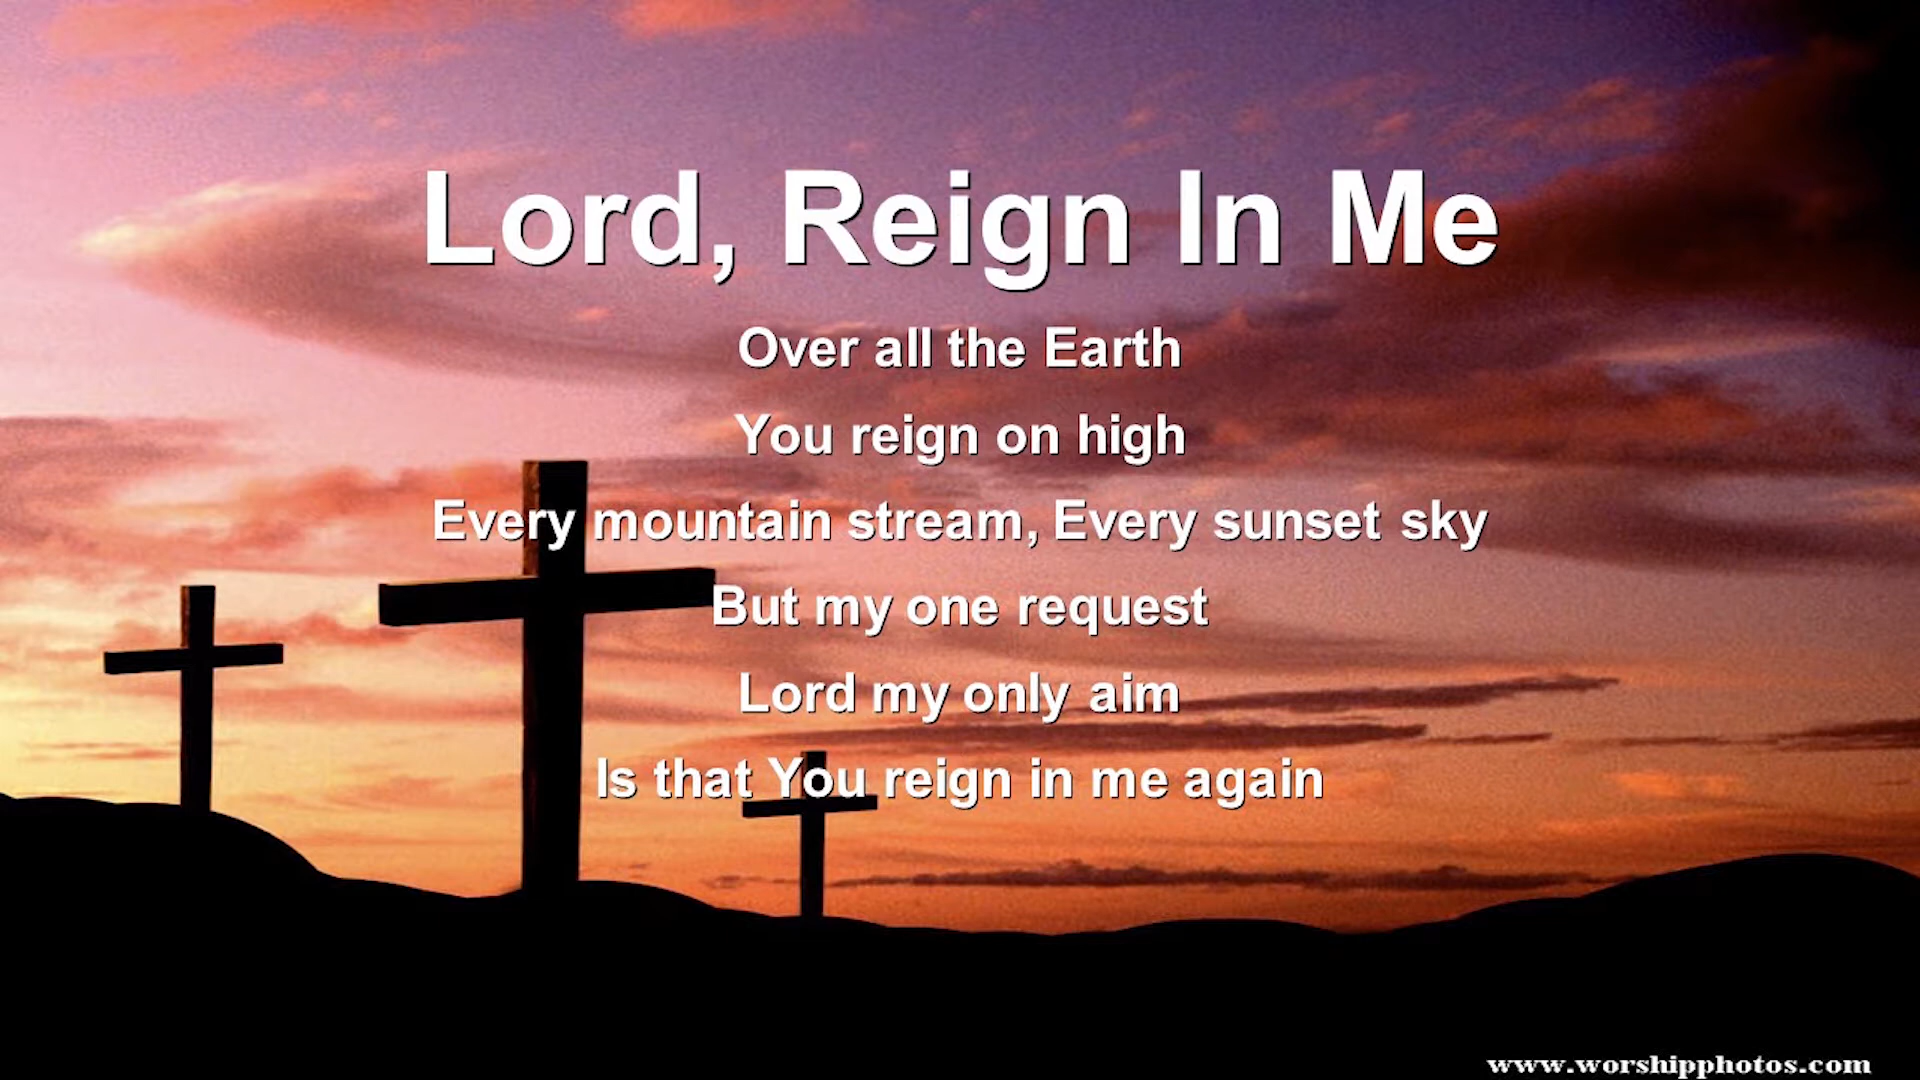 Lord, Reign In Me
Over all the Earth
You reign on high
Every mountain stream, Every sunset sky
But my one request
Lord my only aim
Is that You reign in me again
www.worshipphotos.com